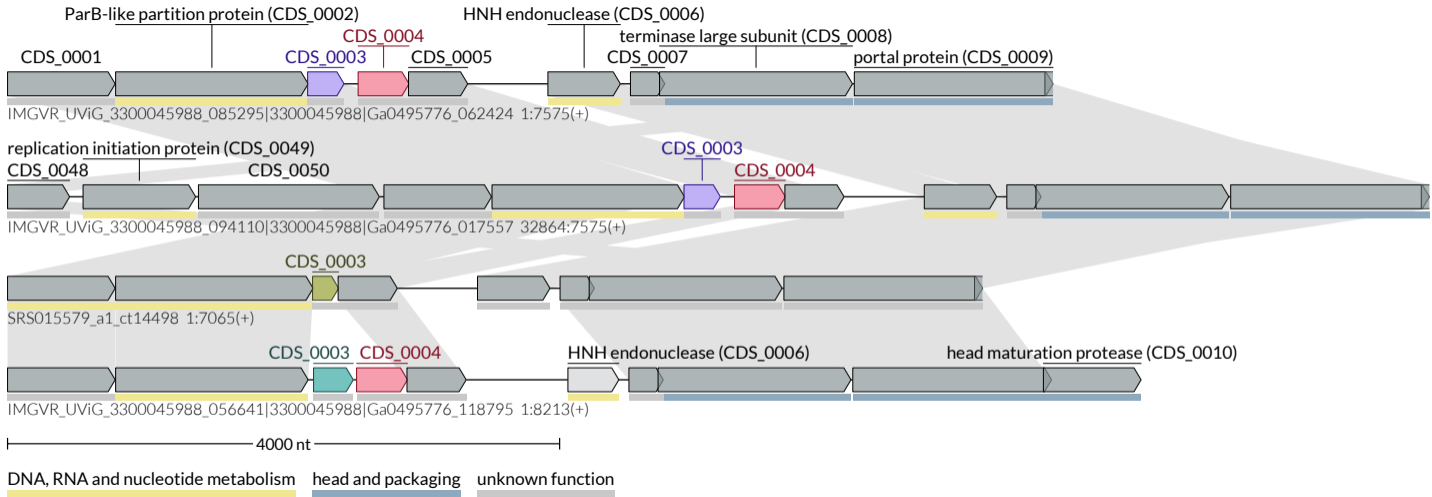 ParB-like partition protein (CDS_0002) HNH endonuclease (CDS_0006)
CDS_0004 terminase large subunit (CDS_0008)
CDS_0001 CDS_0003 CDS_0005 CDS_0007 portal protein (CDS_0009)
IMGVR_UViG_3300045988_085295|3300045988|Ga0495776_062424 1:7575(+)
replication initiation protein (CDS_0049) CDS_0003
CDS_0048 CDS_0050 CDS_0004
IMGVR_UViG_3300045988_094110|3300045988|Ga0495776_017557 32864:7575(+)
CDS_0003
SRS015579_a1_ct14498 1:7065(+)
CDS_0003 CDS_0004 HNH endonuclease (CDS_0006) head maturation protease (CDS_0010)
IMGVR_UViG_3300045988_056641|3300045988|Ga0495776_118795 1:8213(+)
4000 nt
DNA, RNA and nucleotide metabolism head and packaging unknown function